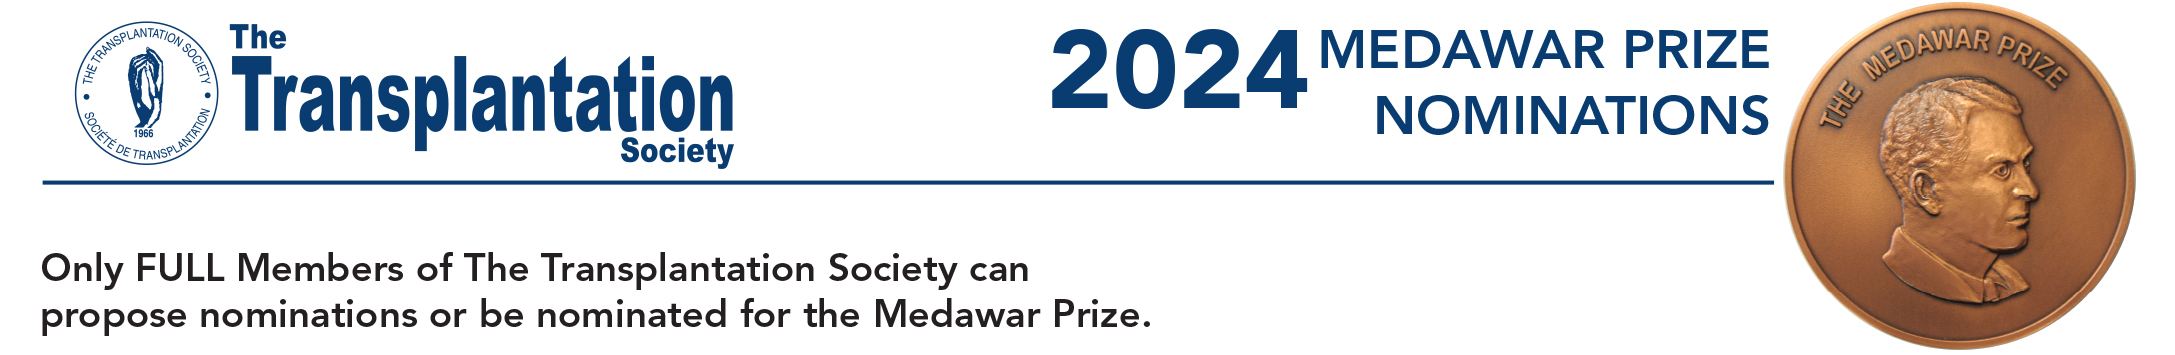 THE TRANSPLANTATION SOCIETY
1966
SOCIÉTÉ DE TRANSPLANTATION
The
Transplantation
Society
2024
MEDAWAR PRIZE
NOMINATIONS
THE MEDAWAR PRIZE
Only FULL Members of The Transplantation Society can
propose nominations or be nominated for the Medawar Prize.